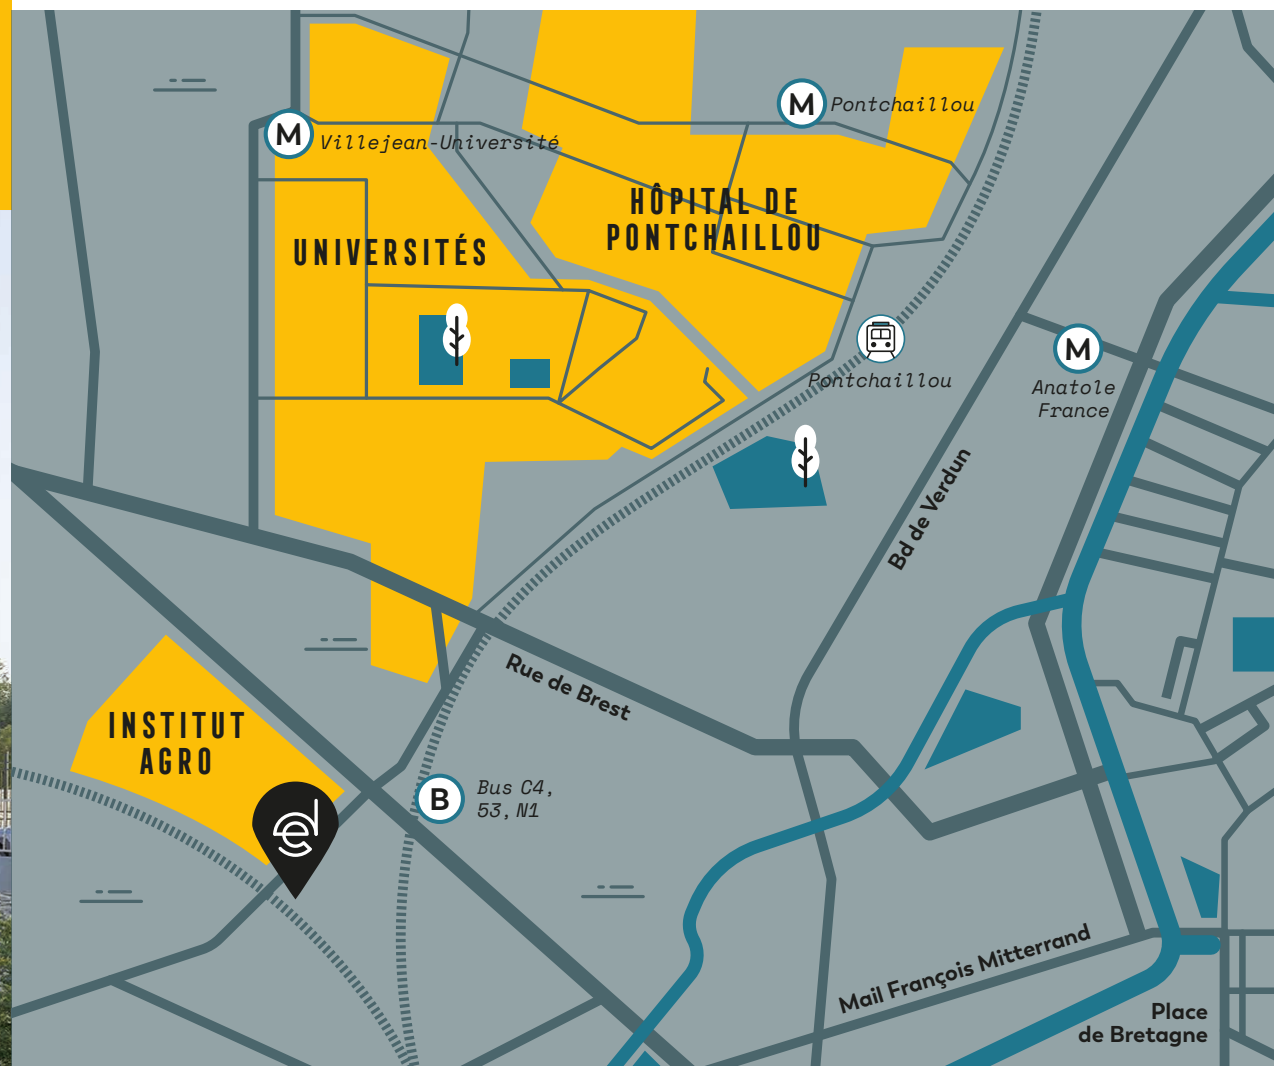 M
Pontchaillou
M
Villejean-Université
HÔPITAL DE
PONTCHAILLOU
UNIVERSITÉS
Pontchaillou
M
Anatole
France
Bd de Verdun
Rue de Brest
INSTITUT
AGRO
B
Bus C4,
53, N1
Mail François Mitterrand
Place
de Bretagne